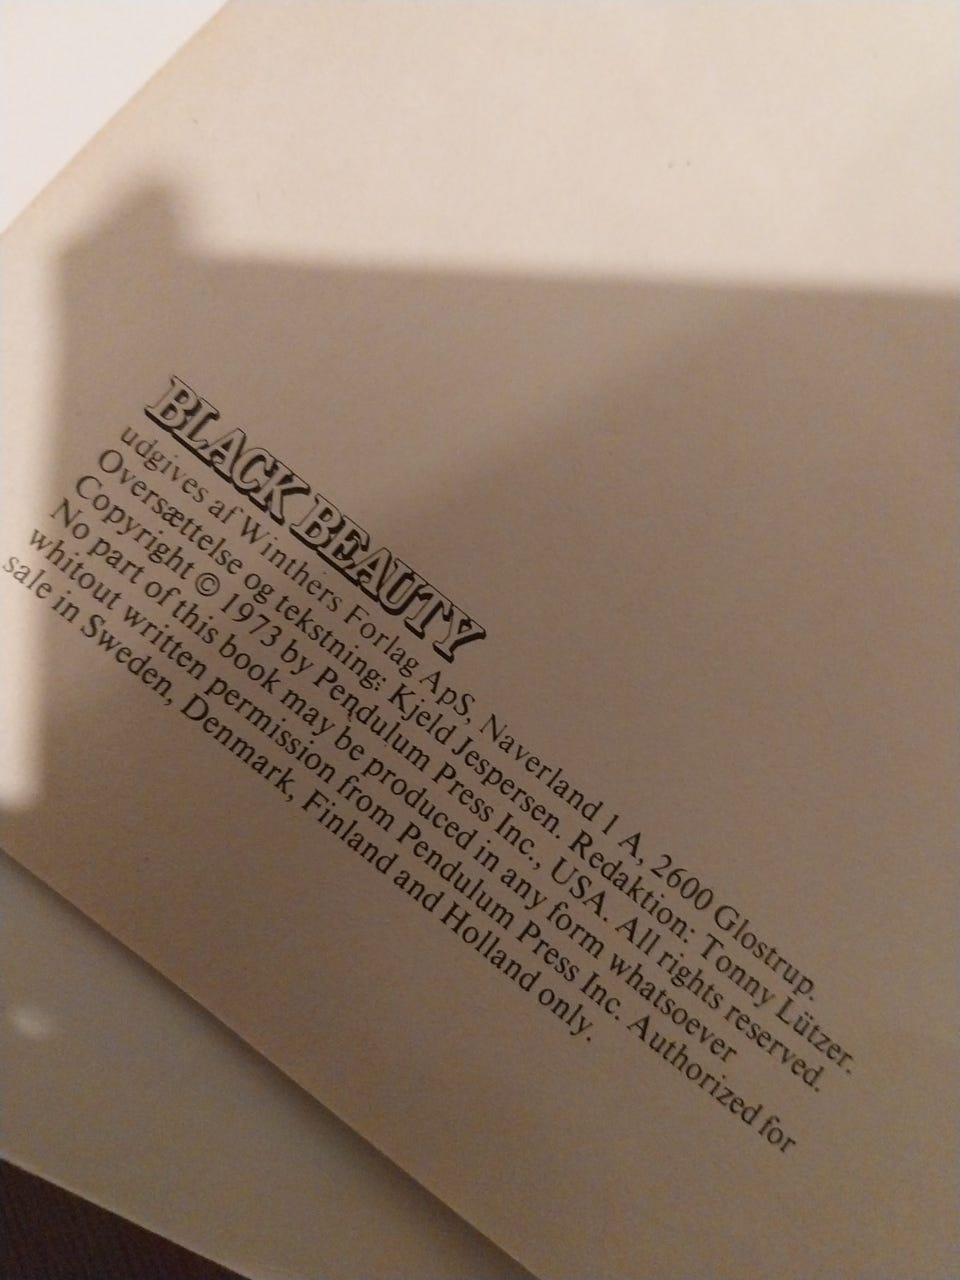 BLACK BEAUTY
udgives af Winthers Forlag ApS, Naverland 1 A, 2600 Glostrup.
Oversættelse og tekstning: Kjeld Jespersen. Redaktion: Tonny Lützer.
Copyright © 1973 by Pendulum Press Inc., USA. All rights reserved.
No part of this book may be produced in any form whatsoever
whitout written permission from Pendulum Press Inc. Authorized for
sale in Sweden, Denmark, Finland and Holland only.